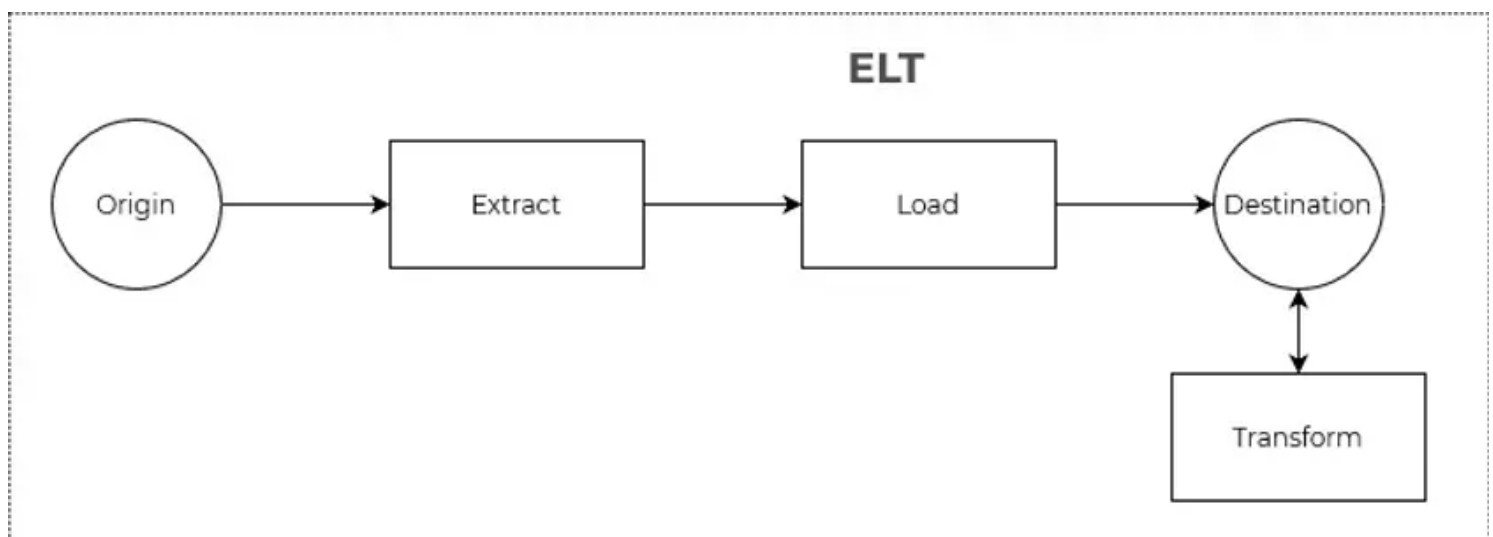 ELT
Origin
Extract
Load
Destination
Transform